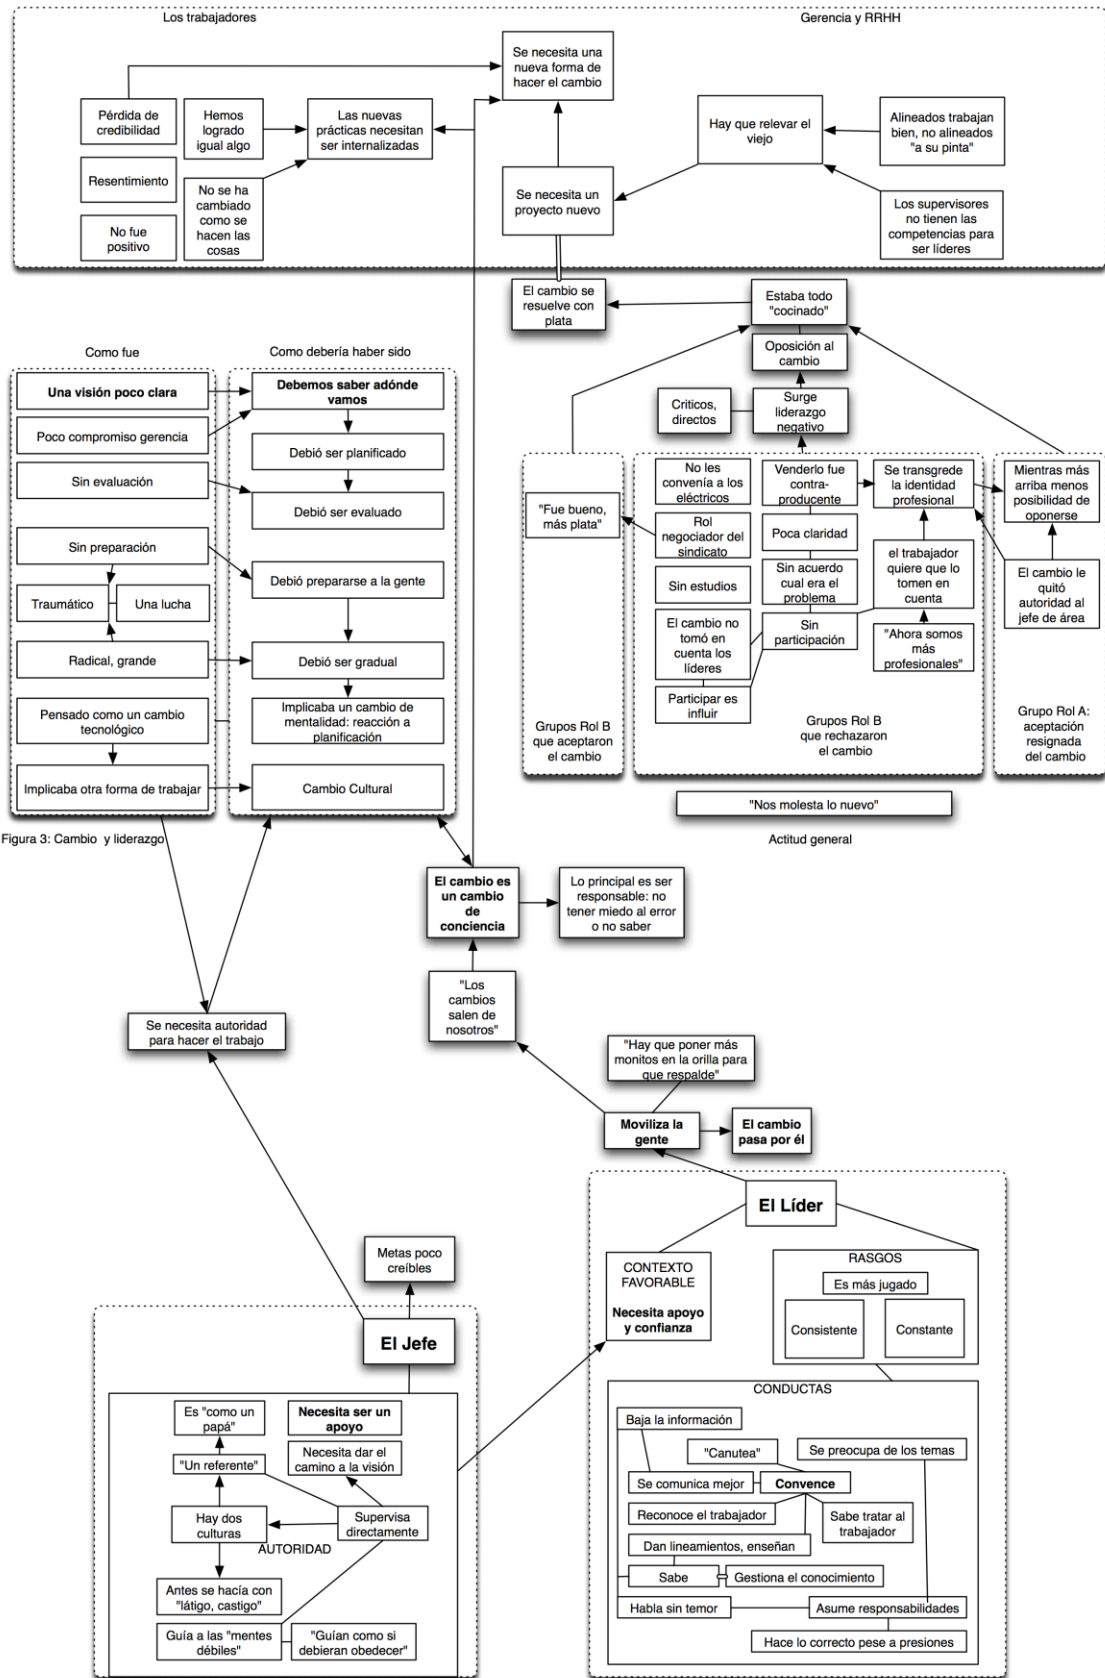 Los trabajadores
Gerencia y RRHH
Se necesita una
nueva forma de
hacer el cambio
Pérdida de
credibilidad
Hemos
logrado
igual algo
Las nuevas
prácticas necesitan
ser internalizadas
Hay que relevar el
viejo
Alineados trabajan
bien, no alineados
"a su pinta"
Resentimiento
No se ha
cambiado
como se
hacen las
cosas
Se necesita un
proyecto nuevo
Los supervisores
no tienen las
competencias para
ser líderes
No fue
positivo
El cambio se
resuelve con
plata
Estaba todo
"cocinado"
Oposición al
cambio
Criticos,
directos
Surge
liderazgo
negativo
Como fue
Como debería haber sido
Una visión poco clara
Debemos saber adónde
vamos
Poco compromiso gerencia
Debió ser planificado
Sin evaluación
Debió ser evaluado
Sin preparación
Debió prepararse a la gente
Traumático
Una lucha
Radical, grande
Debió ser gradual
Pensado como un cambio
tecnológico
Implicaba un cambio de
mentalidad: reacción a
planificación
Implicaba otra forma de trabajar
Cambio Cultural
Figura 3: Cambio y liderazgo
"Fue bueno,
más plata"
Grupos Rol B
que aceptaron
el cambio
No les
convenía a los
eléctricos
Rol
negociador del
sindicato
Sin estudios
El cambio no
tomó en
cuenta los
líderes
Participar es
influir
Venderlo fue
contra-
producente
Poca claridad
Sin acuerdo
cual era el
problema
Sin
participación
Se transgrede
la identidad
profesional
el trabajador
quiere que lo
tomen en
cuenta
"Ahora somos
más
profesionales"
Grupos Rol B
que rechazaron
el cambio
Mientras más
arriba menos
posibilidad de
oponerse
El cambio le
quitó
autoridad al
jefe de área
Grupo Rol A:
aceptación
resignada
del cambio
"Nos molesta lo nuevo"
Actitud general
El cambio es
un cambio
de
conciencia
Lo principal es ser
responsable: no
tener miedo al error
o no saber
"Los
cambios
salen de
nosotros"
Se necesita autoridad
para hacer el trabajo
"Hay que poner más
monitos en la orilla para
que respalde"
Moviliza la
gente
El cambio
pasa por él
El Líder
CONTEXTO
FAVORABLE
Necesita apoyo
y confianza
RASGOS
Es más jugado
Consistente
Constante
Metas poco
creíbles
El Jefe
Es "como un
papá"
Necesita ser un
apoyo
"Un referente"
Necesita dar el
camino a la visión
Hay dos
culturas
Supervisa
directamente
AUTORIDAD
Antes se hacía con
"látigo, castigo"
Guía a las "mentes
débiles"
"Guían como si
debieran obedecer"
CONDUCTAS
Baja la información
"Canutea"
Se preocupa de los temas
Se comunica mejor
Convence
Reconoce el trabajador
Sabe tratar al
trabajador
Dan lineamientos, enseñan
Sabe
Gestiona el conocimiento
Habla sin temor
Asume responsabilidades
Hace lo correcto pese a presiones